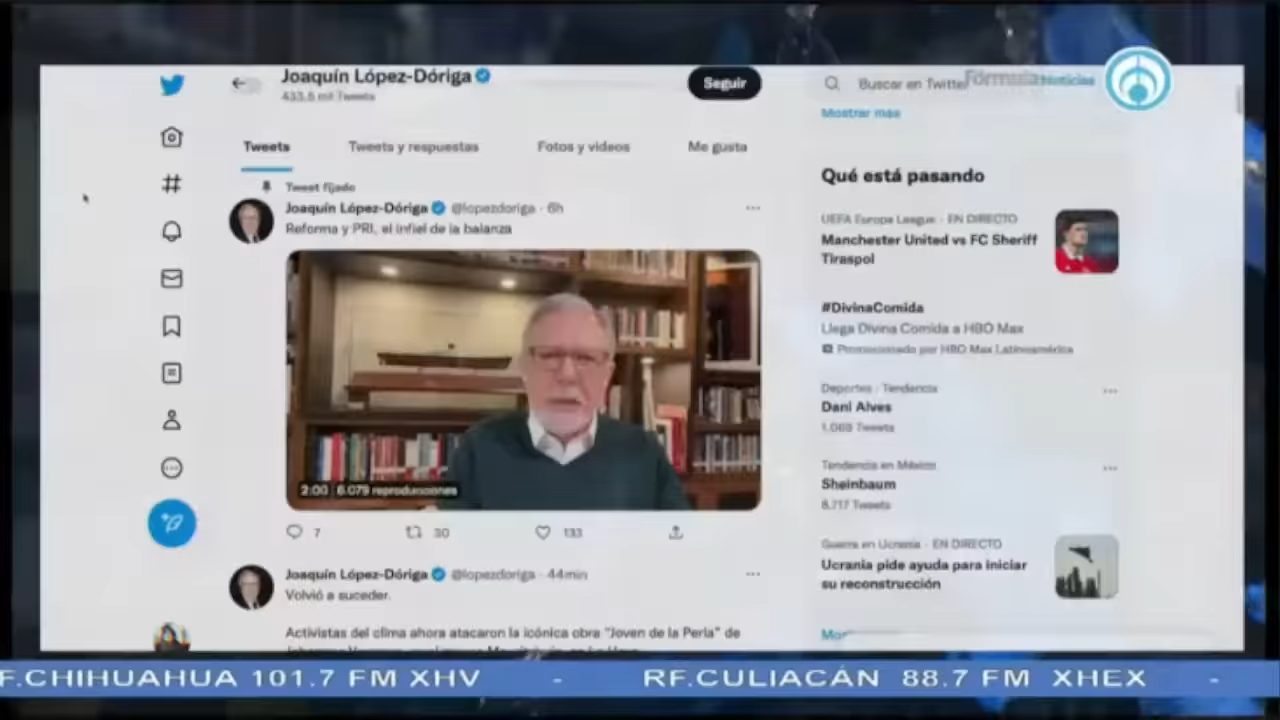 Joaquín López-Dóriga
433.5 mil Tweets
Seguir
Buscar en Twitter
Fórmula Noticias
Mostrar más
Tweets
Tweets y respuestas
Fotos y videos
Me gusta
Tweet fijado
Joaquín López-Dóriga @lopezdoriga · 6h
Reforma y PRI, el infiel de la balanza
2:00 6.079 reproducciones
7
30
133
Joaquín López-Dóriga @lopezdoriga · 44min
Volvió a suceder.
Activistas del clima ahora atacaron la icónica obra "Joven de la Perla" de
Qué está pasando
UEFA Europa League · EN DIRECTO
Manchester United vs FC Sheriff
Tiraspol
#DivinaComida
Llega Divina Comida a HBO Max
Promocionado por HBO Max Latinoamérica
Deportes · Tendencia
Dani Alves
1.069 Tweets
Tendencia en México
Sheinbaum
8.717 Tweets
Guerra en Ucrania · EN DIRECTO
Ucrania pide ayuda para iniciar
su reconstrucción
F.CHIHUAHUA 101.7 FM XHV - RF.CULIACÁN 88.7 FM XHEX -